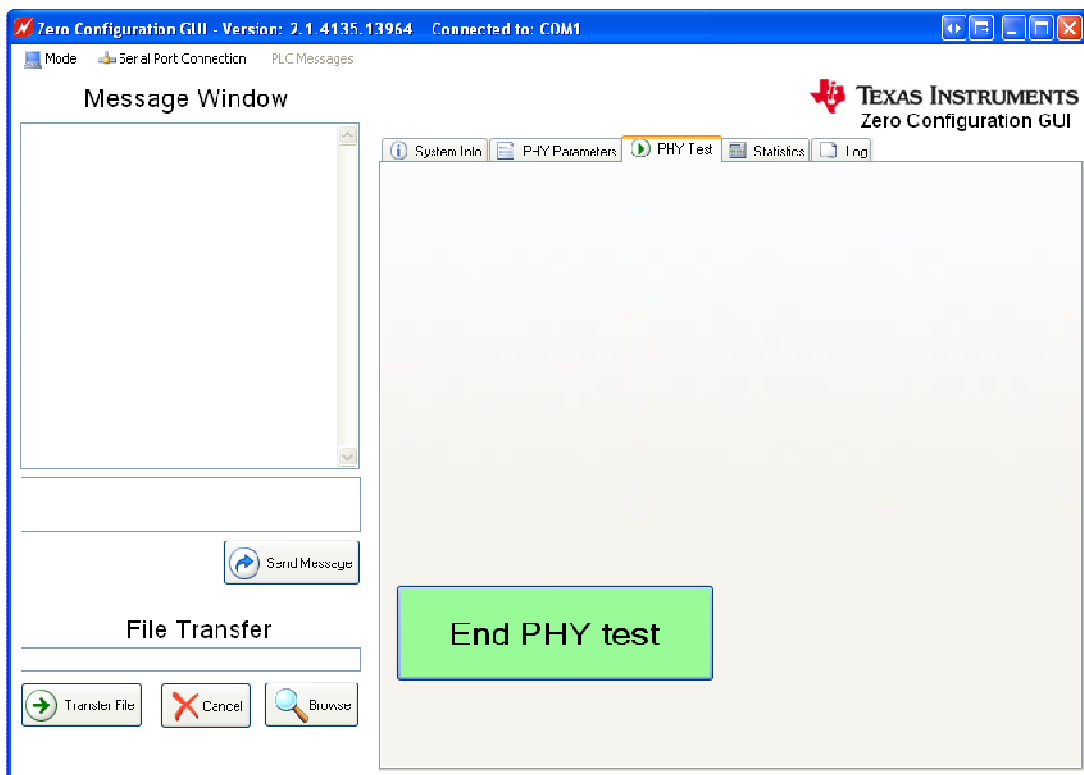 Zero Configuration GUI - Version: 2.1.4135.13964 Connected to: COM1
Mode Serial Port Connection PLC Messages
Message Window
TEXAS INSTRUMENTS
Zero Configuration GUI
System Info PHY Parameters PHY Test Statistics Log
Send Message
End PHY test
File Transfer
Transfer File Cancel Browse